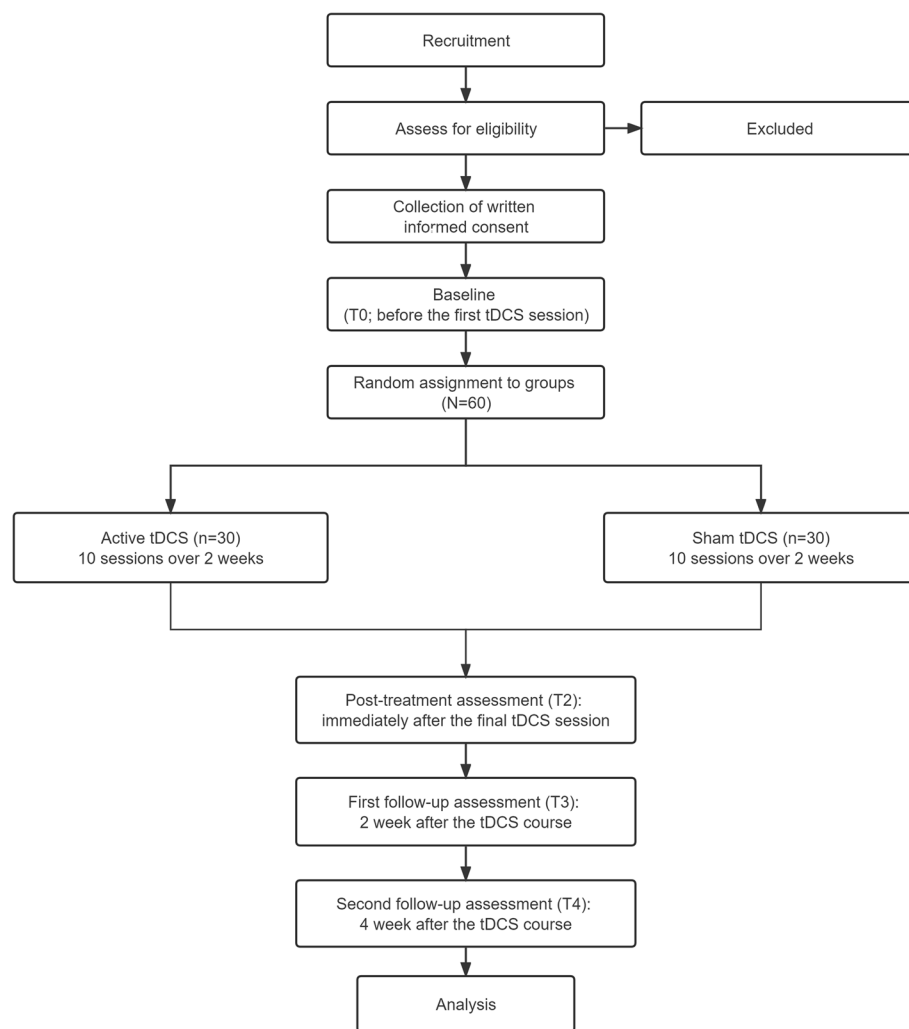 Recruitment
Assess for eligibility
Excluded
Collection of written
informed consent
Baseline
(T0; before the first tDCS session)
Random assignment to groups
(N=60)
Active tDCS (n=30)
10 sessions over 2 weeks
Sham tDCS (n=30)
10 sessions over 2 weeks
Post-treatment assessment (T2):
immediately after the final tDCS session
First follow-up assessment (T3):
2 week after the tDCS course
Second follow-up assessment (T4):
4 week after the tDCS course
Analysis